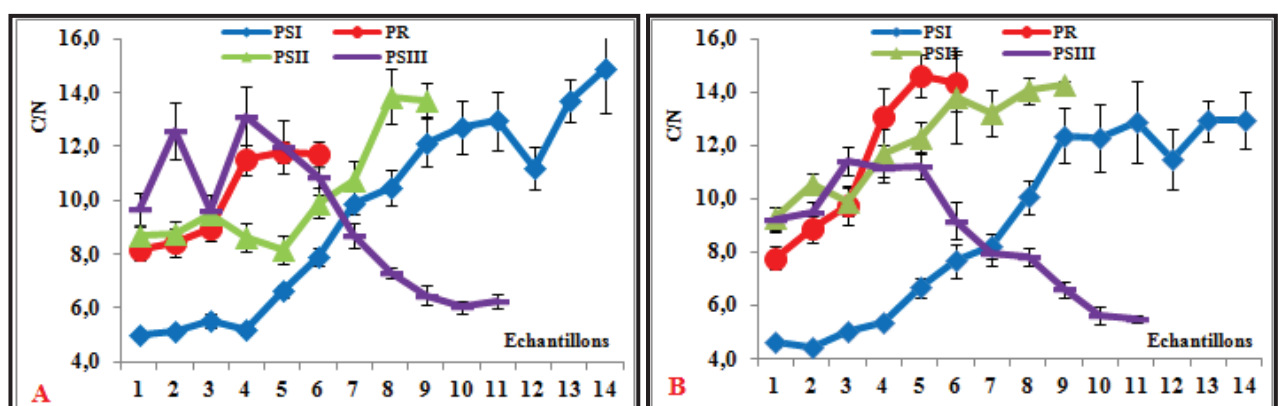 16,0
14,0
12,0
10,0
8,0
6,0
4,0
C/N
PSI
PR
PSII
PSIII
Echantillons
1 2 3 4 5 6 7 8 9 10 11 12 13 14
A
16,0
14,0
12,0
10,0
8,0
6,0
4,0
C/N
PSI
PR
PSII
PSIII
Echantillons
1 2 3 4 5 6 7 8 9 10 11 12 13 14
B